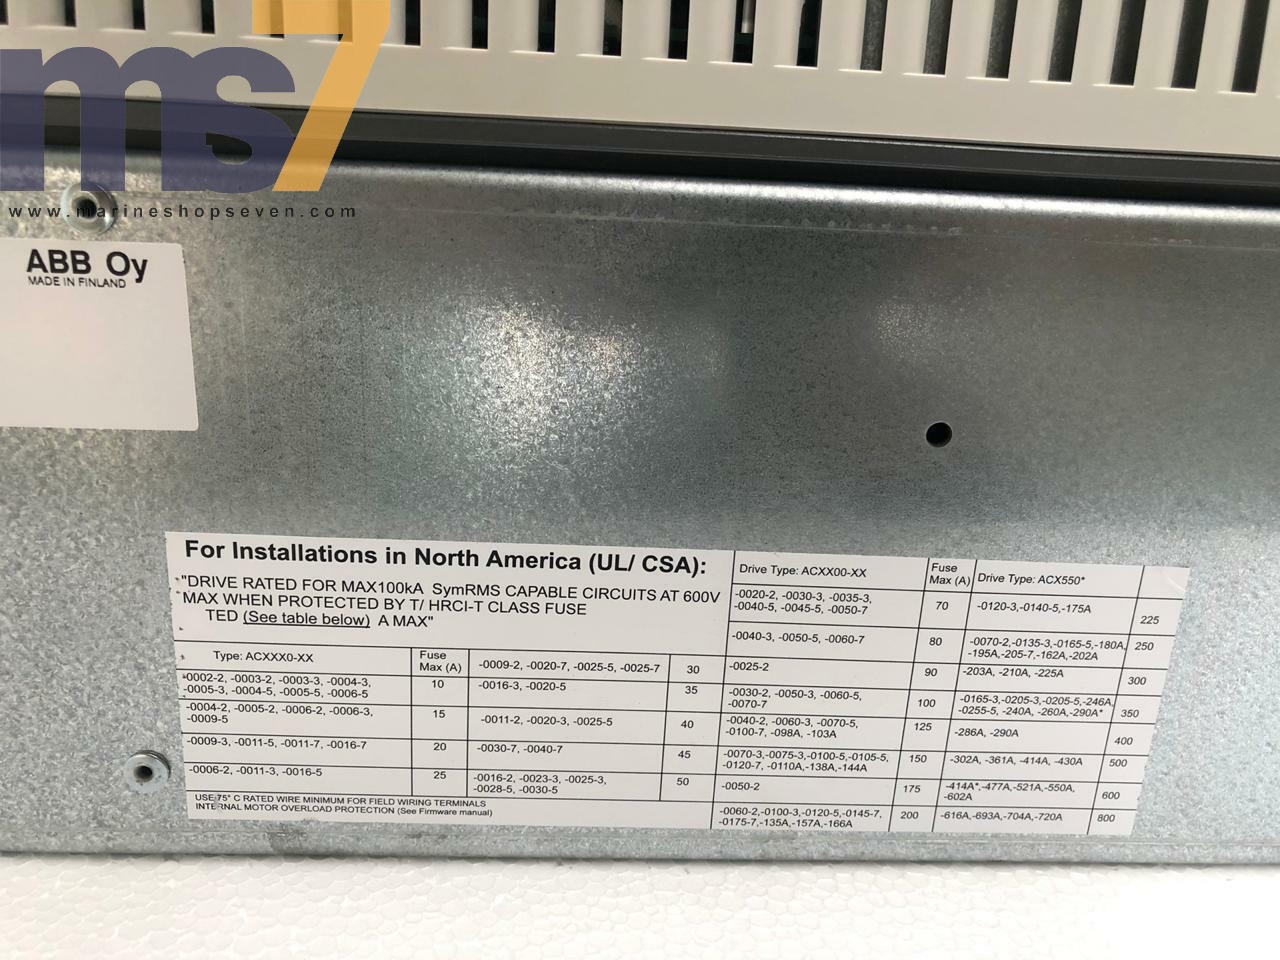 ms7
www.marineshopseven.com
ABB Oy
MADE IN FINLAND
For Installations in North America (UL/ CSA):
"DRIVE RATED FOR MAX100kA SymRMS CAPABLE CIRCUITS AT 600V
MAX WHEN PROTECTED BY T/ HRCI-T CLASS FUSE
TED (See table below) A MAX"
Type: ACXXX0-XX
Fuse
Max (A)
-0002-2, -0003-2, -0003-3, -0004-3,
-0005-3, -0004-5, -0005-5, -0006-5
10
-0004-2, -0005-2, -0006-2, -0006-3,
-0009-5
15
-0009-3, -0011-5, -0011-7, -0016-7
20
-0006-2, -0011-3, -0016-5
25
-0009-2, -0020-7, -0025-5, -0025-7
30
-0016-3, -0020-5
35
-0011-2, -0020-3, -0025-5
40
-0030-7, -0040-7
45
-0016-2, -0023-3, -0025-3,
-0028-5, -0030-5
50
USE 75° C RATED WIRE MINIMUM FOR FIELD WIRING TERMINALS
INTERNAL MOTOR OVERLOAD PROTECTION (See Firmware manual)
Drive Type: ACXX00-XX
Fuse
Max (A)
-0020-2, -0030-3, -0035-3,
-0040-5, -0045-5, -0050-7
70
-0040-3, -0050-5, -0060-7
80
-0025-2
90
-0030-2, -0050-3, -0060-5,
-0070-7
100
-0040-2, -0060-3, -0070-5,
-0100-7, -098A, -103A
125
-0070-3,-0075-3,-0100-5,-0105-5,
-0120-7, -0110A,-138A,-144A
150
-0050-2
175
-0060-2,-0100-3,-0120-5,-0145-7,
-0175-7,-135A,-157A,-166A
200
Drive Type: ACX550*
-0120-3,-0140-5,-175A
225
-0070-2,-0135-3,-0165-5,-180A,
-195A,-205-7,-162A,-202A
250
-203A, -210A, -225A
300
-0165-3,-0205-3,-0205-5,-246A,
-0255-5, -240A, -260A,-290A*
350
-286A, -290A
400
-302A, -361A, -414A, -430A
500
-414A*,-477A,-521A,-550A,
-602A
600
-616A,-693A,-704A,-720A
800